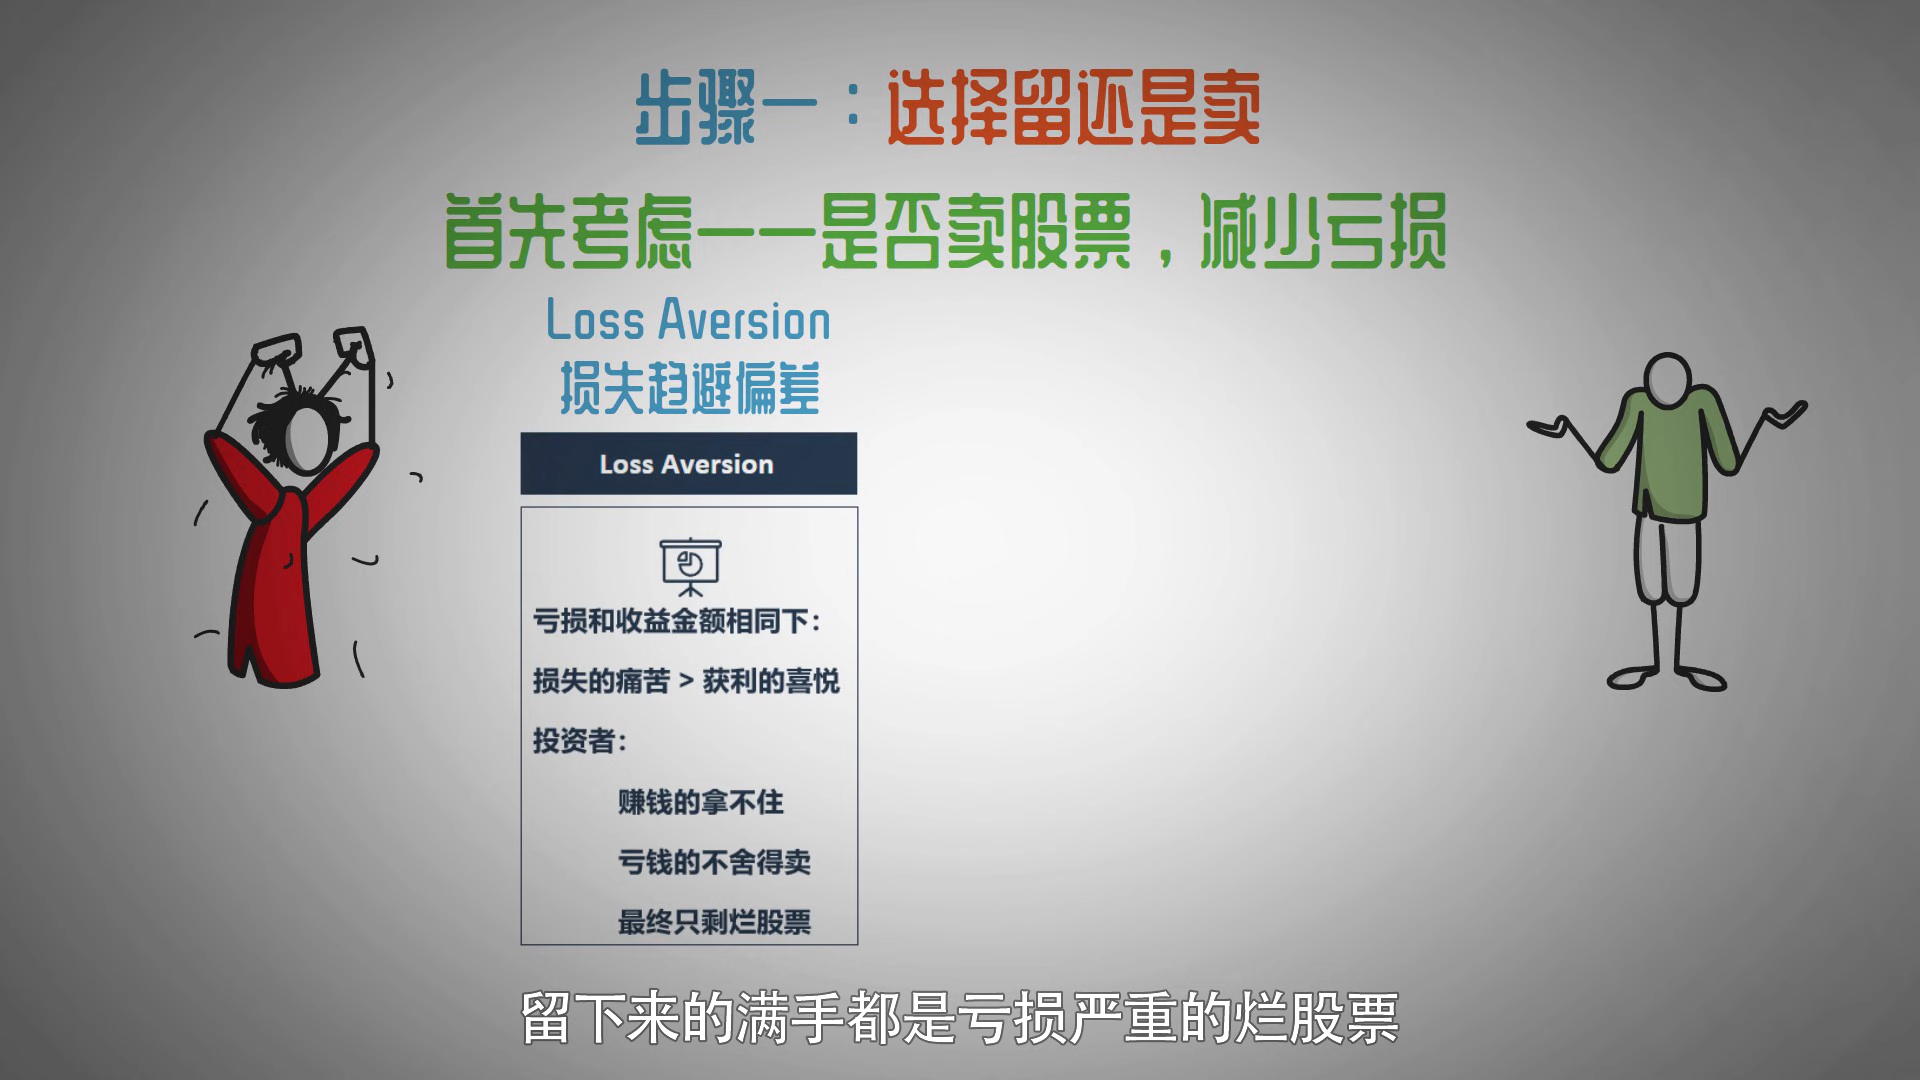 步骤一：选择留还是卖
首先考虑——是否卖股票，减少亏损
Loss Aversion
损失趋避偏差
Loss Aversion
亏损和收益金额相同下：
损失的痛苦 > 获利的喜悦
投资者：
赚钱的拿不住
亏钱的不舍得卖
最终只剩烂股票
留下来的满手都是亏损严重的烂股票